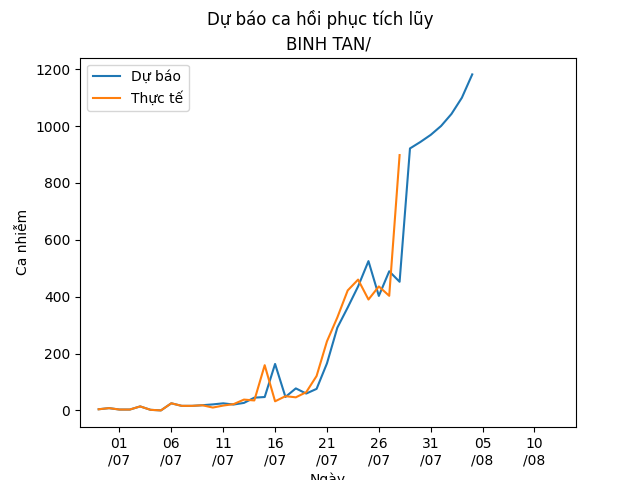 Dự báo ca hồi phục tích lũy
BINH TAN/
Dự báo
Thực tế
Ca nhiễm
1200
1000
800
600
400
200
0
01 06 11 16 21 26 31 05 10
/07 /07 /07 /07 /07 /07 /07 /08 /08
Ngày